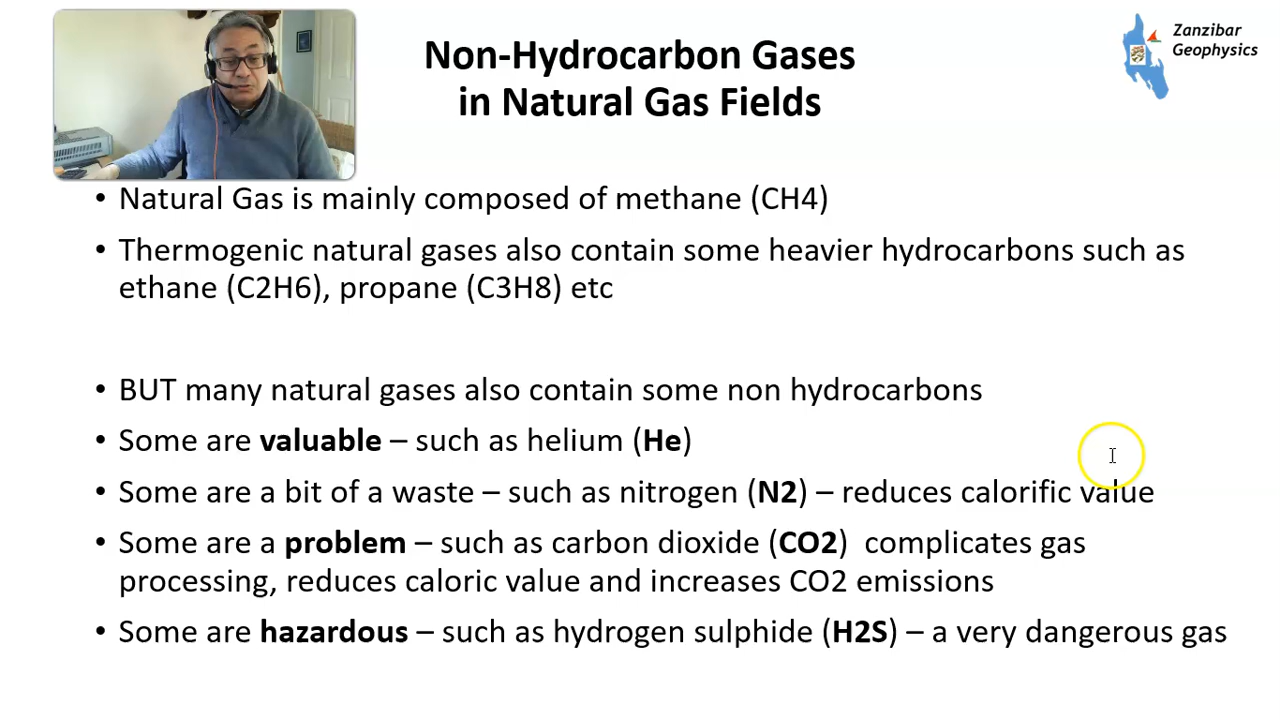 Non-Hydrocarbon Gases
in Natural Gas Fields
Zanzibar
Geophysics
• Natural Gas is mainly composed of methane (CH4)
• Thermogenic natural gases also contain some heavier hydrocarbons such as
ethane (C2H6), propane (C3H8) etc
• BUT many natural gases also contain some non hydrocarbons
• Some are valuable – such as helium (He)
• Some are a bit of a waste – such as nitrogen (N2) – reduces calorific value
• Some are a problem – such as carbon dioxide (CO2)  complicates gas
processing, reduces caloric value and increases CO2 emissions
• Some are hazardous – such as hydrogen sulphide (H2S) – a very dangerous gas